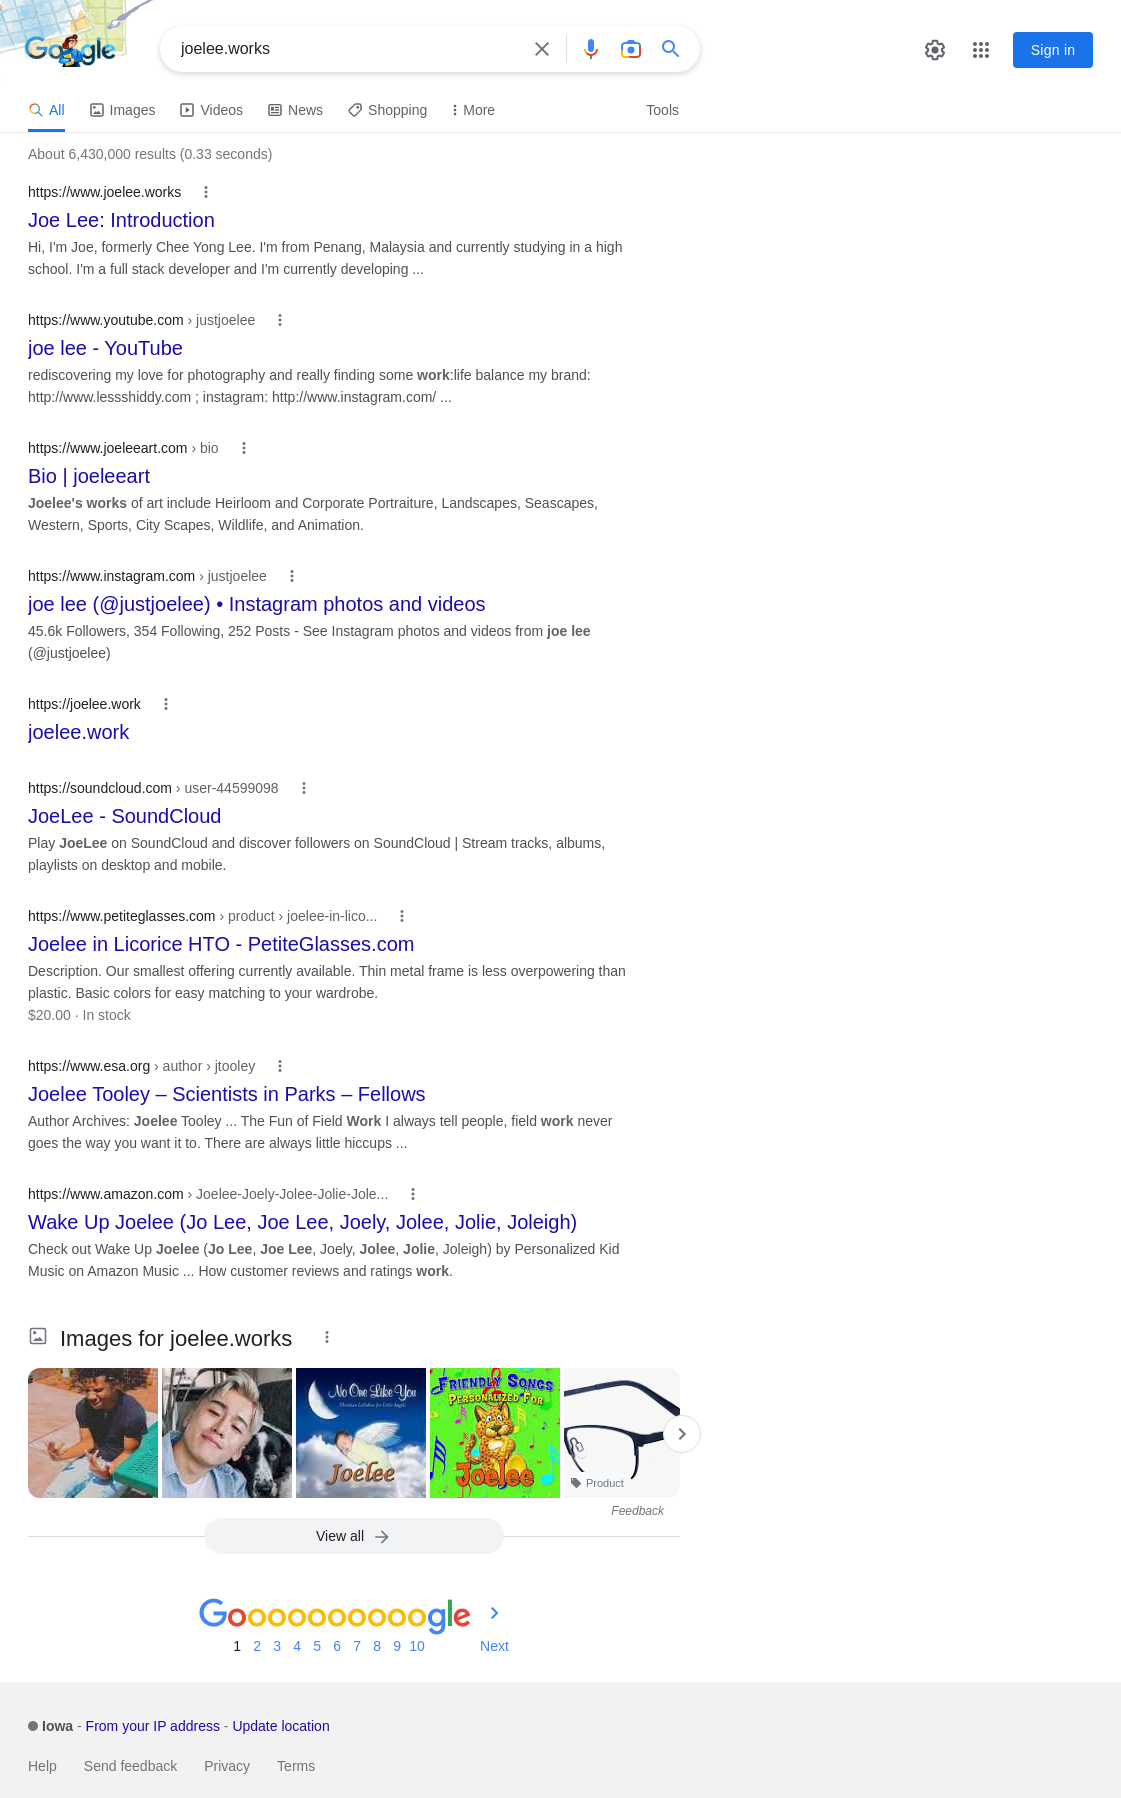 Google
joelee.works
Sign in
All
Images
Videos
News
Shopping
More
Tools
About 6,430,000 results (0.33 seconds)
https://www.joelee.works
Joe Lee: Introduction
Hi, I'm Joe, formerly Chee Yong Lee. I'm from Penang, Malaysia and currently studying in a high
school. I'm a full stack developer and I'm currently developing ...
https://www.youtube.com › justjoelee
joe lee - YouTube
rediscovering my love for photography and really finding some work:life balance my brand:
http://www.lessshiddy.com ; instagram: http://www.instagram.com/ ...
https://www.joeleeart.com › bio
Bio | joeleeart
Joelee's works of art include Heirloom and Corporate Portraiture, Landscapes, Seascapes,
Western, Sports, City Scapes, Wildlife, and Animation.
https://www.instagram.com › justjoelee
joe lee (@justjoelee) • Instagram photos and videos
45.6k Followers, 354 Following, 252 Posts - See Instagram photos and videos from joe lee
(@justjoelee)
https://joelee.work
joelee.work
https://soundcloud.com › user-44599098
JoeLee - SoundCloud
Play JoeLee on SoundCloud and discover followers on SoundCloud | Stream tracks, albums,
playlists on desktop and mobile.
https://www.petiteglasses.com › product › joelee-in-lico...
Joelee in Licorice HTO - PetiteGlasses.com
Description. Our smallest offering currently available. Thin metal frame is less overpowering than
plastic. Basic colors for easy matching to your wardrobe.
$20.00 · In stock
https://www.esa.org › author › jtooley
Joelee Tooley – Scientists in Parks – Fellows
Author Archives: Joelee Tooley ... The Fun of Field Work I always tell people, field work never
goes the way you want it to. There are always little hiccups ...
https://www.amazon.com › Joelee-Joely-Jolee-Jolie-Jole...
Wake Up Joelee (Jo Lee, Joe Lee, Joely, Jolee, Jolie, Joleigh)
Check out Wake Up Joelee (Jo Lee, Joe Lee, Joely, Jolee, Jolie, Joleigh) by Personalized Kid
Music on Amazon Music ... How customer reviews and ratings work.
Images for joelee.works
No One Like You
Christian Lullabies for Little Angels
Joelee
FRIENDLY SONGS
PERSONALIZED FOR
Joelee
Product
Feedback
View all
Goooooooooogle
1 2 3 4 5 6 7 8 9 10 Next
Iowa - From your IP address - Update location
Help Send feedback Privacy Terms